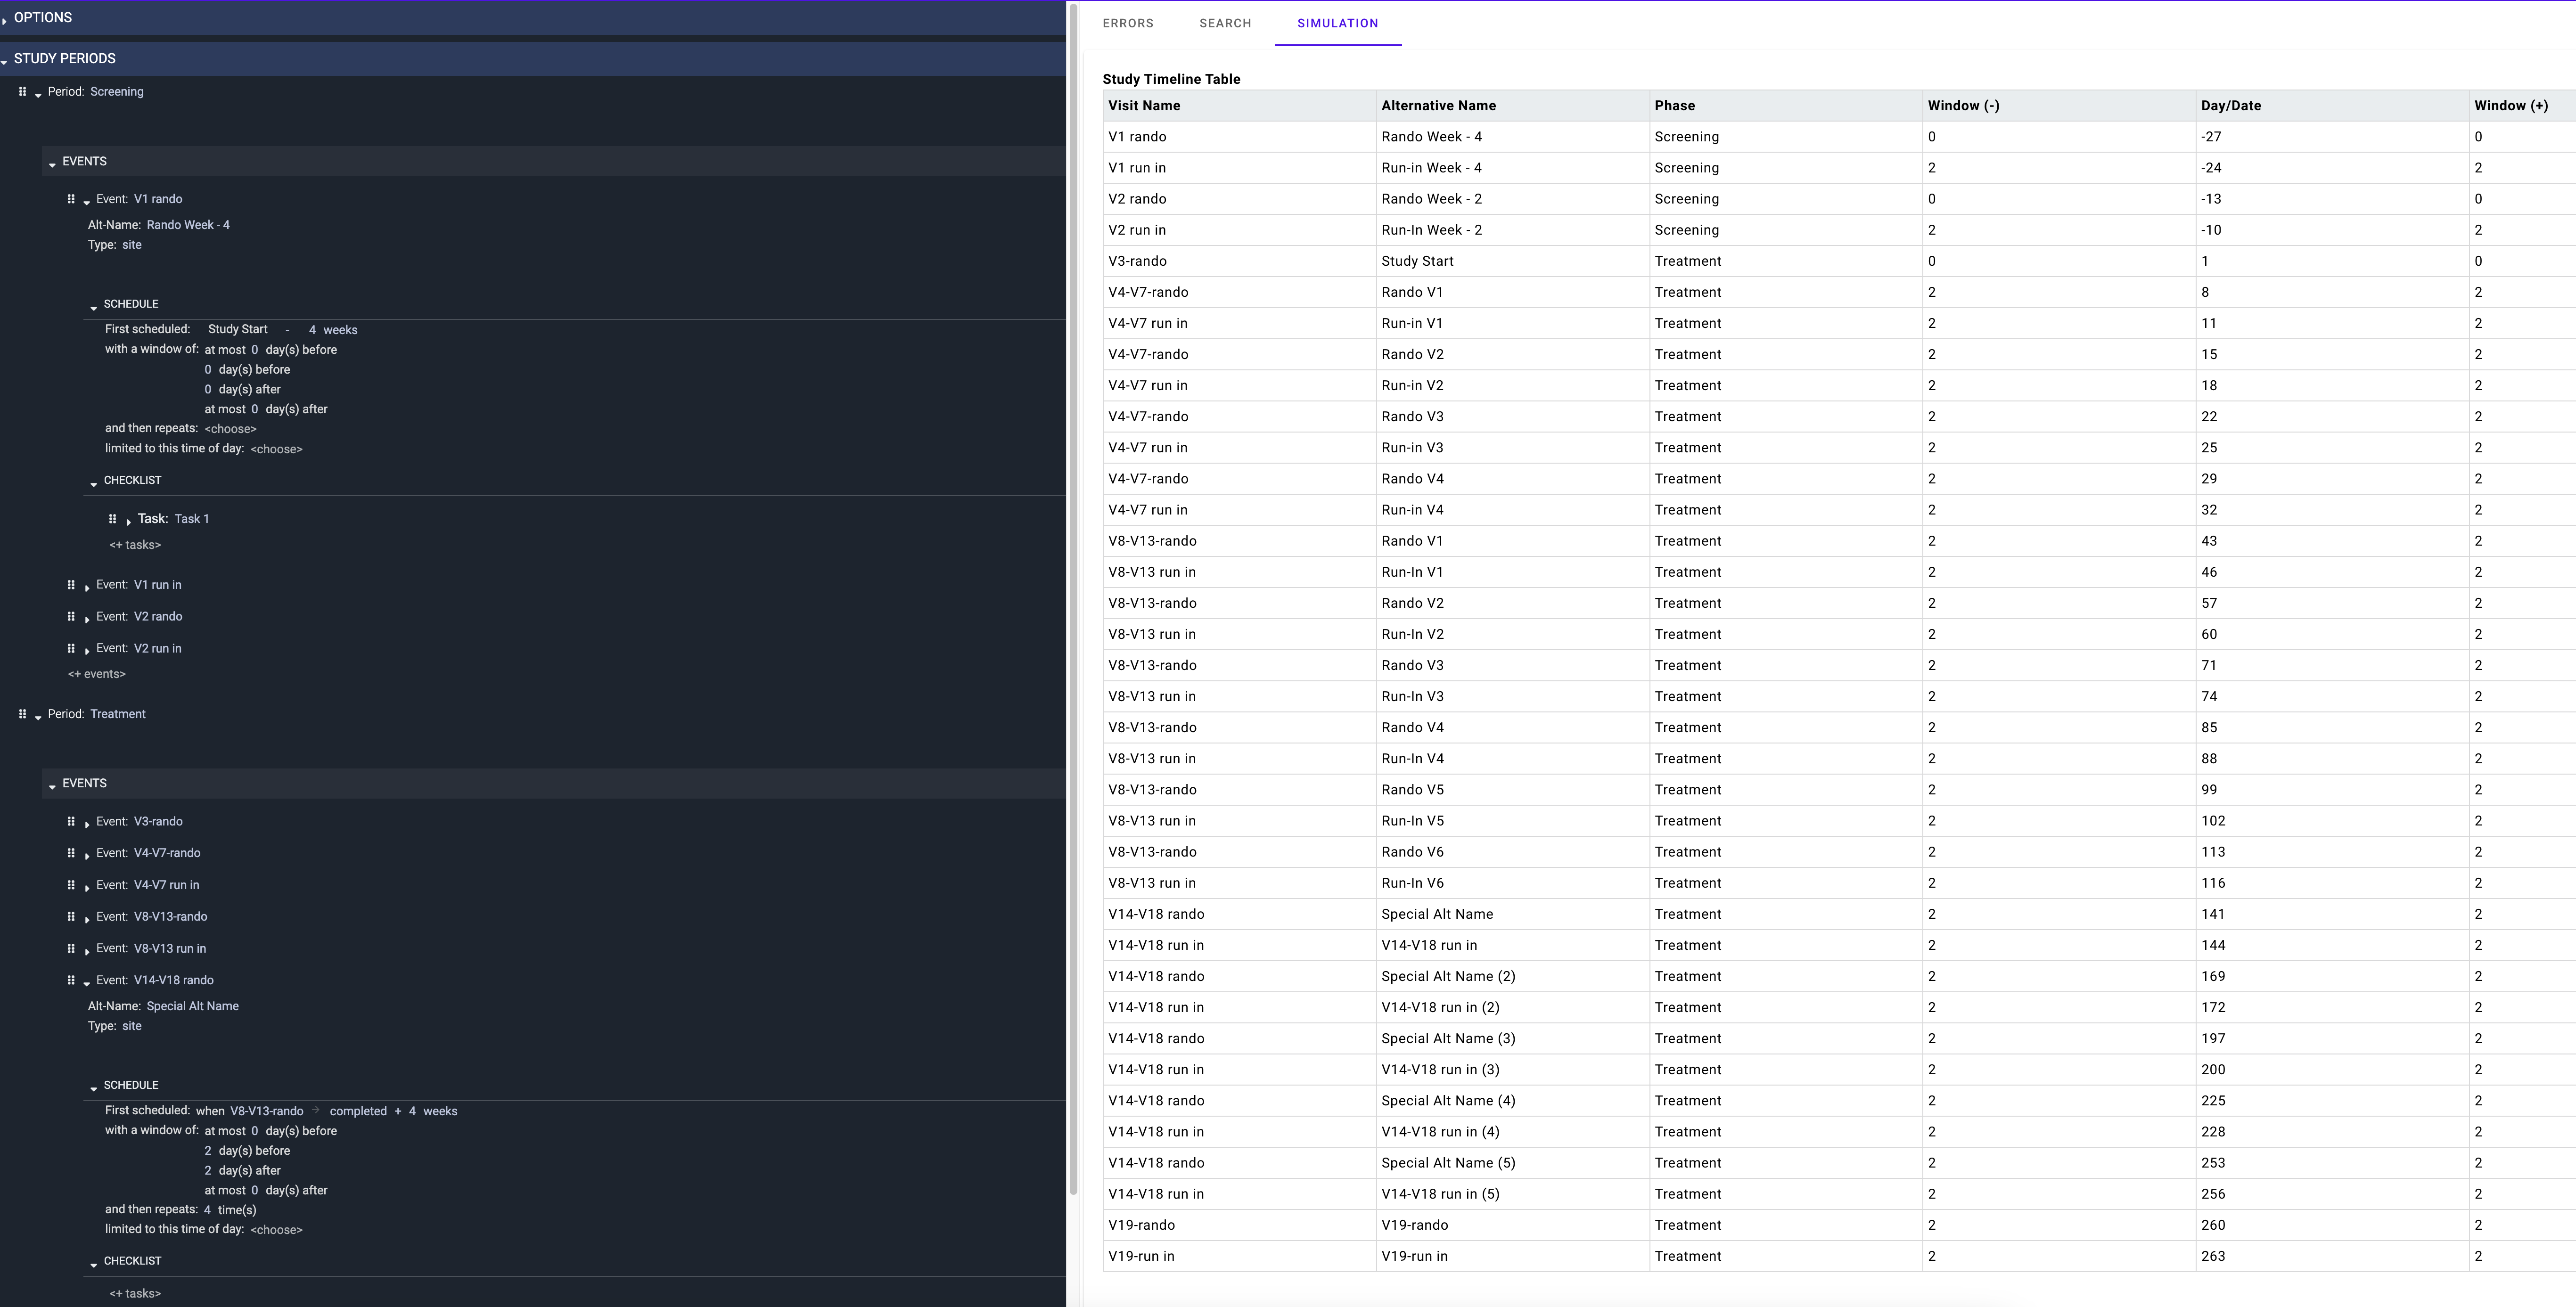 OPTIONS
STUDY PERIODS
Period: Screening
EVENTS
Event: V1 rando
Alt-Name: Rando Week - 4
Type: site
SCHEDULE
First scheduled: Study Start - 4 weeks
with a window of: at most 0 day(s) before
0 day(s) before
0 day(s) after
at most 0 day(s) after
and then repeats: <choose>
limited to this time of day: <choose>
CHECKLIST
Task: Task 1
<+ tasks>
Event: V1 run in
Event: V2 rando
Event: V2 run in
<+ events>
Period: Treatment
EVENTS
Event: V3-rando
Event: V4-V7-rando
Event: V4-V7 run in
Event: V8-V13-rando
Event: V8-V13 run in
Event: V14-V18 rando
Alt-Name: Special Alt Name
Type: site
SCHEDULE
First scheduled: when V8-V13-rando → completed + 4 weeks
with a window of: at most 0 day(s) before
2 day(s) before
2 day(s) after
at most 0 day(s) after
and then repeats: 4 time(s)
limited to this time of day: <choose>
CHECKLIST
<+ tasks>
ERRORS SEARCH SIMULATION
Study Timeline Table
Visit Name Alternative Name Phase Window (-) Day/Date Window (+)
V1 rando Rando Week - 4 Screening 0 -27 0
V1 run in Run-in Week - 4 Screening 2 -24 2
V2 rando Rando Week - 2 Screening 0 -13 0
V2 run in Run-In Week - 2 Screening 2 -10 2
V3-rando Study Start Treatment 0 1 0
V4-V7-rando Rando V1 Treatment 2 8 2
V4-V7 run in Run-in V1 Treatment 2 11 2
V4-V7-rando Rando V2 Treatment 2 15 2
V4-V7 run in Run-in V2 Treatment 2 18 2
V4-V7-rando Rando V3 Treatment 2 22 2
V4-V7 run in Run-in V3 Treatment 2 25 2
V4-V7-rando Rando V4 Treatment 2 29 2
V4-V7 run in Run-in V4 Treatment 2 32 2
V8-V13-rando Rando V1 Treatment 2 43 2
V8-V13 run in Run-In V1 Treatment 2 46 2
V8-V13-rando Rando V2 Treatment 2 57 2
V8-V13 run in Run-In V2 Treatment 2 60 2
V8-V13-rando Rando V3 Treatment 2 71 2
V8-V13 run in Run-In V3 Treatment 2 74 2
V8-V13-rando Rando V4 Treatment 2 85 2
V8-V13 run in Run-In V4 Treatment 2 88 2
V8-V13-rando Rando V5 Treatment 2 99 2
V8-V13 run in Run-In V5 Treatment 2 102 2
V8-V13-rando Rando V6 Treatment 2 113 2
V8-V13 run in Run-In V6 Treatment 2 116 2
V14-V18 rando Special Alt Name Treatment 2 141 2
V14-V18 run in V14-V18 run in Treatment 2 144 2
V14-V18 rando Special Alt Name (2) Treatment 2 169 2
V14-V18 run in V14-V18 run in (2) Treatment 2 172 2
V14-V18 rando Special Alt Name (3) Treatment 2 197 2
V14-V18 run in V14-V18 run in (3) Treatment 2 200 2
V14-V18 rando Special Alt Name (4) Treatment 2 225 2
V14-V18 run in V14-V18 run in (4) Treatment 2 228 2
V14-V18 rando Special Alt Name (5) Treatment 2 253 2
V14-V18 run in V14-V18 run in (5) Treatment 2 256 2
V19-rando V19-rando Treatment 2 260 2
V19-run in V19-run in Treatment 2 263 2